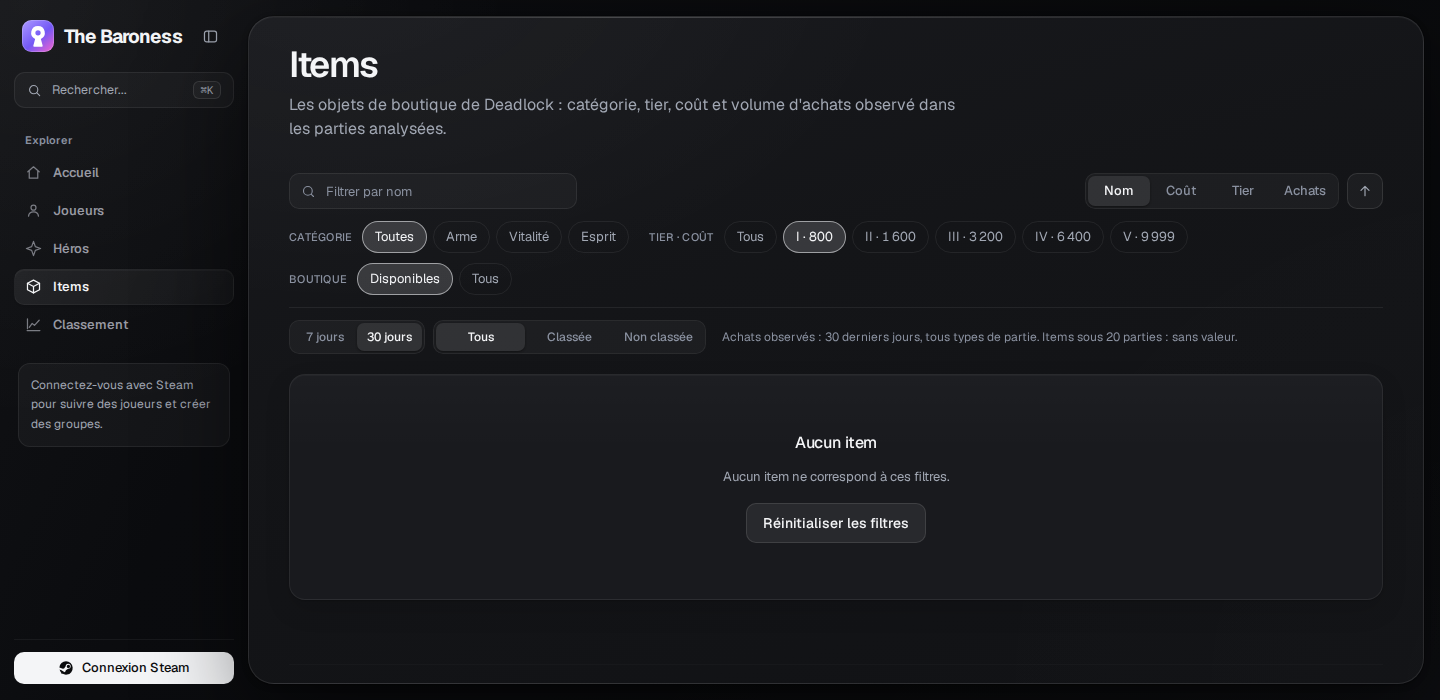 The Baroness
Rechercher...
⌘K
Explorer
Accueil
Joueurs
Héros
Items
Classement
Connectez-vous avec Steam
pour suivre des joueurs et créer
des groupes.
Connexion Steam
Items
Les objets de boutique de Deadlock : catégorie, tier, coût et volume d'achats observé dans
les parties analysées.
Filtrer par nom
Nom Coût Tier Achats
CATÉGORIE Toutes Arme Vitalité Esprit TIER · COÛT Tous I · 800 II · 1 600 III · 3 200 IV · 6 400 V · 9 999
BOUTIQUE Disponibles Tous
7 jours 30 jours Tous Classée Non classée Achats observés : 30 derniers jours, tous types de partie. Items sous 20 parties : sans valeur.
Aucun item
Aucun item ne correspond à ces filtres.
Réinitialiser les filtres